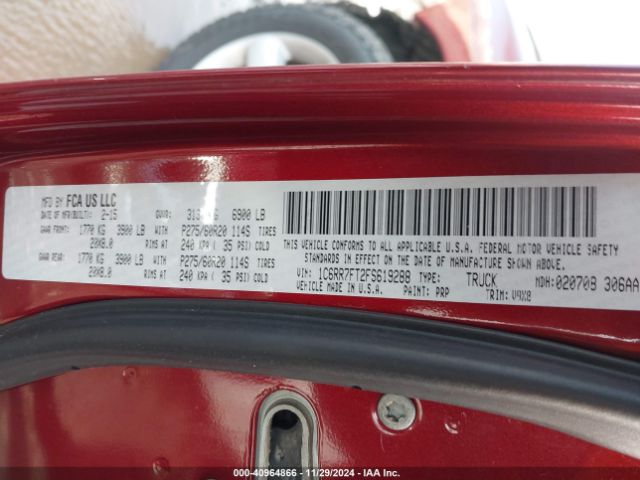 MFD BY FCA US LLC
DATE OF MFR(BUILT): 2-15 GVWR: KG 6900 LB
GAWR FRONT: 1770 KG 3900 LB WITH P275/60R20 114S TIRES
20X8.0 RIMS AT 240 KPA ( 35 PSI) COLD
GAWR REAR: 1770 KG 3900 LB WITH P275/60R20 114S TIRES
20X8.0 RIMS AT 240 KPA ( 35 PSI) COLD
THIS VEHICLE CONFORMS TO ALL APPLICABLE U.S.A. FEDERAL MOTOR VEHICLE SAFETY
STANDARDS IN EFFECT ON THE DATE OF MANUFACTURE SHOWN ABOVE.
VIN: 1C6RR7FT2FS619288 TYPE: TRUCK MDH:020708 306AA
VEHICLE MADE IN U.S.A. PAINT: PRP TRIM: V9X8
000-40964866 • 11/29/2024 • IAA Inc.